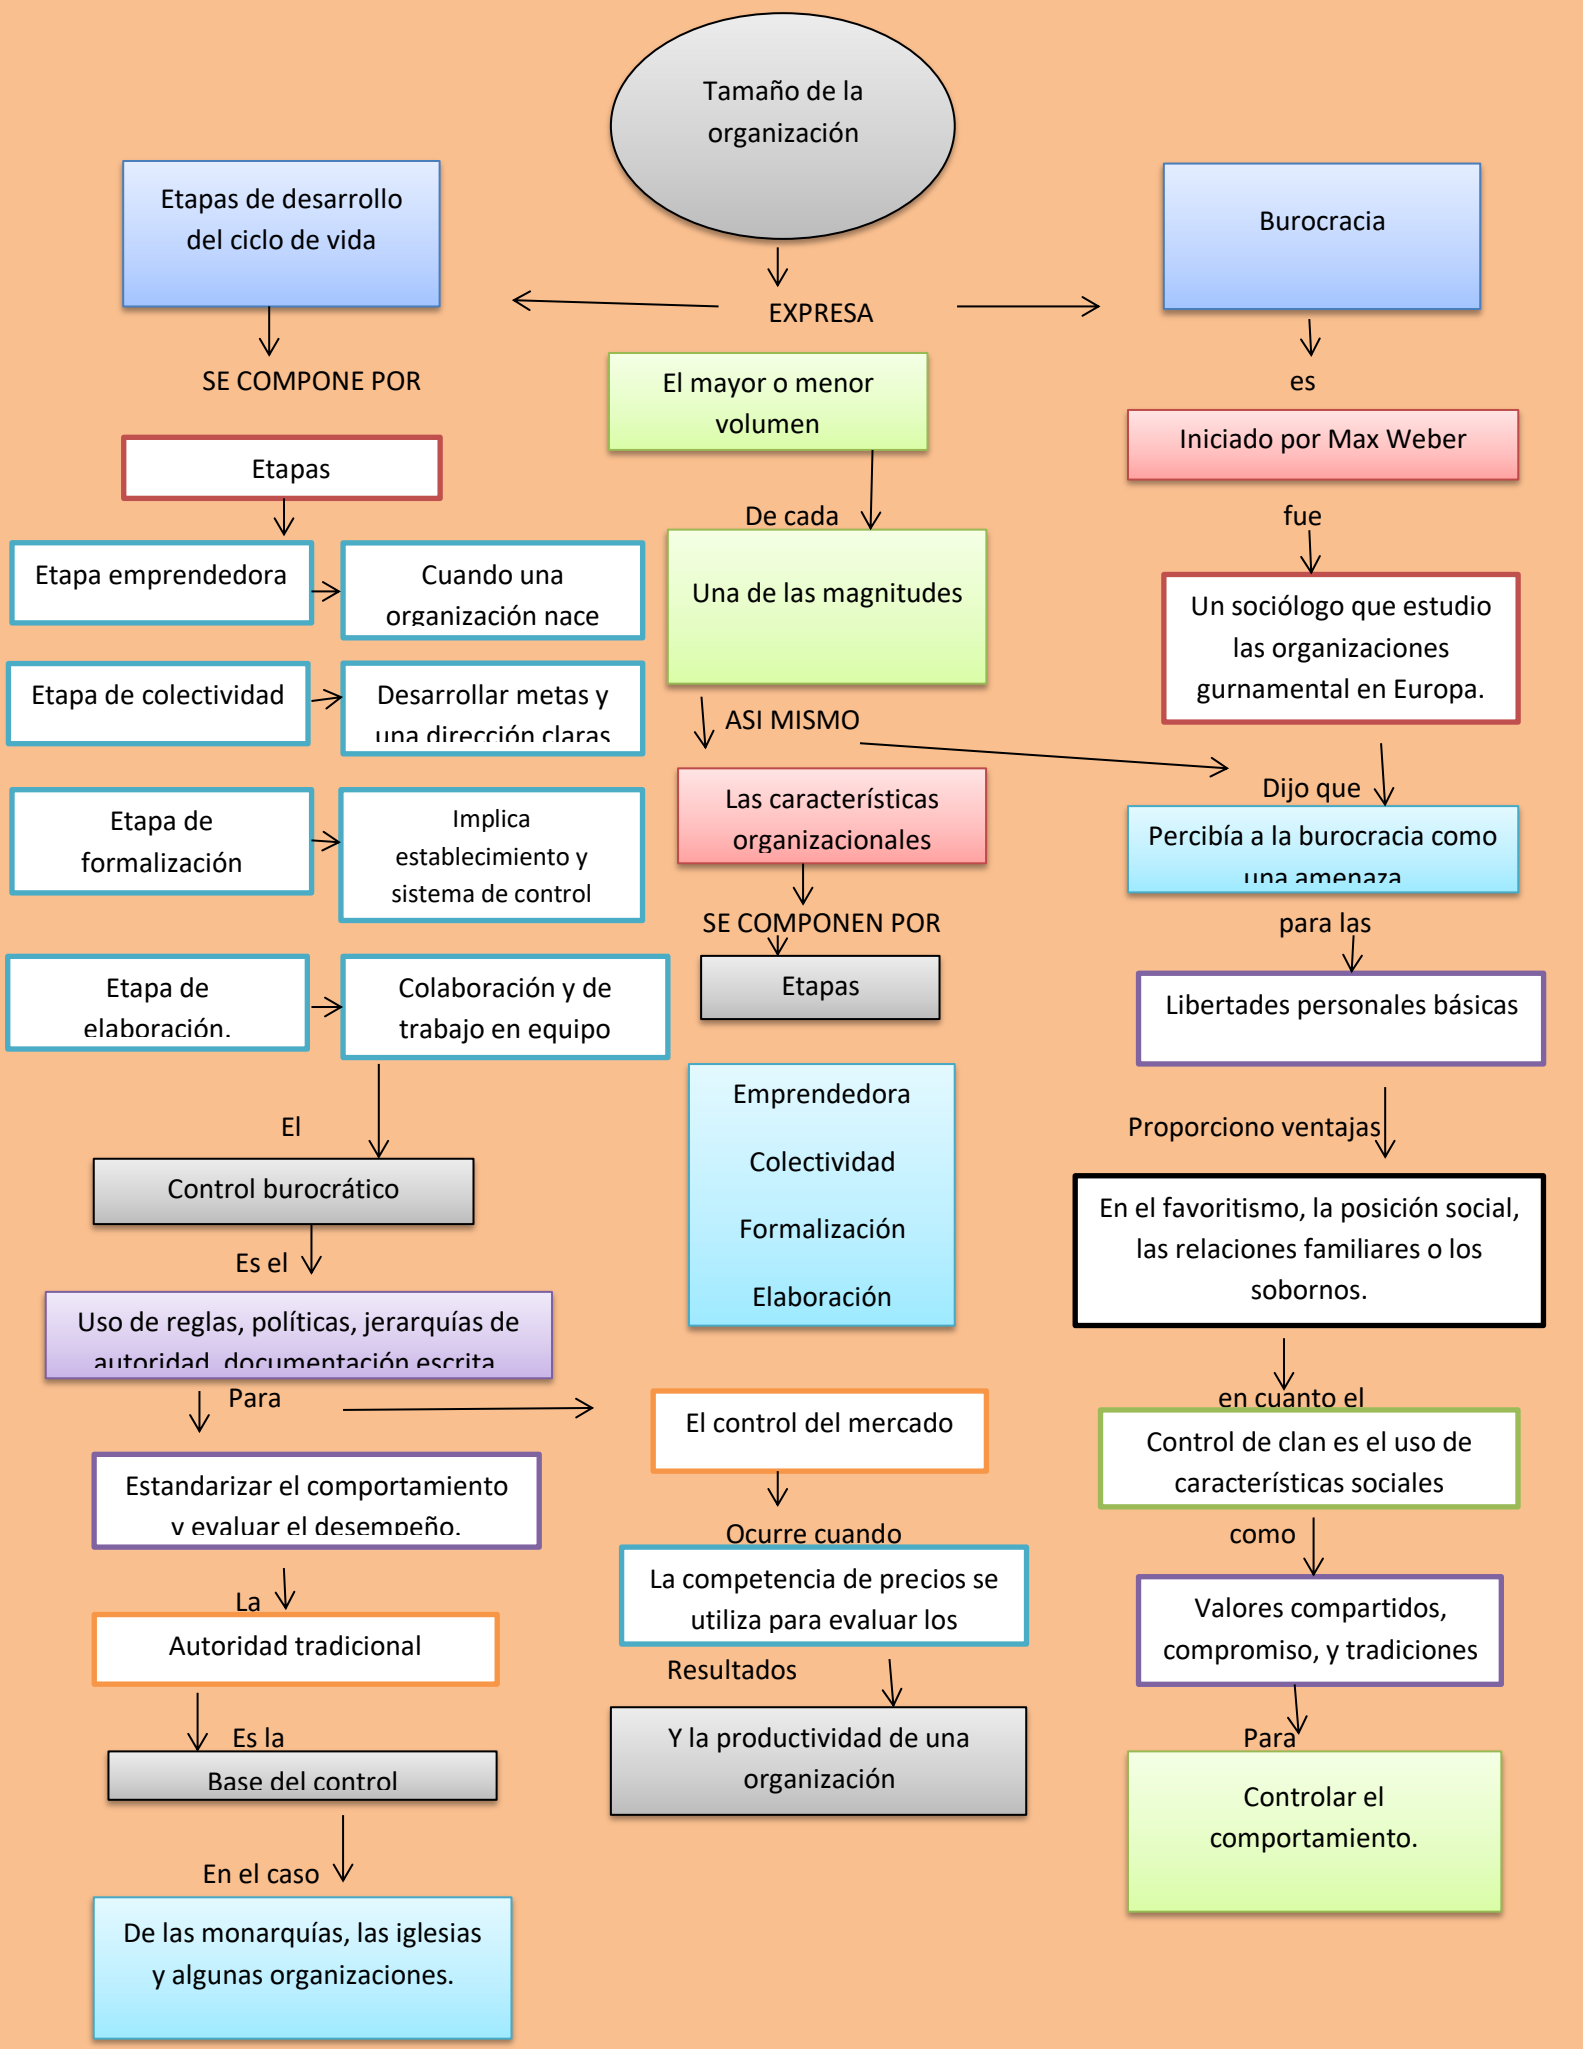 Tamaño de la
organización
Etapas de desarrollo
del ciclo de vida
Burocracia
EXPRESA
SE COMPONE POR
El mayor o menor
volumen
es
Iniciado por Max Weber
Etapas
De cada
fue
Etapa emprendedora
Cuando una
organización nace
Una de las magnitudes
Un sociólogo que estudio
las organizaciones
gurnamental en Europa.
Etapa de colectividad
Desarrollar metas y
una dirección claras
ASI MISMO
Dijo que
Etapa de
formalización
Implica
establecimiento y
sistema de control
Las características
organizacionales
Percibía a la burocracia como
una amenaza
SE COMPONEN POR
para las
Etapa de
elaboración.
Colaboración y de
trabajo en equipo
Etapas
Libertades personales básicas
Emprendedora
Colectividad
Formalización
Elaboración
El
Proporciono ventajas
Control burocrático
En el favoritismo, la posición social,
las relaciones familiares o los
sobornos.
Es el
Uso de reglas, políticas, jerarquías de
autoridad, documentación escrita
Para
en cuanto el
El control del mercado
Control de clan es el uso de
características sociales
Estandarizar el comportamiento
y evaluar el desempeño.
Ocurre cuando
como
La
La competencia de precios se
utiliza para evaluar los
Valores compartidos,
compromiso, y tradiciones
Autoridad tradicional
Resultados
Es la
Y la productividad de una
organización
Para
Base del control
Controlar el
comportamiento.
En el caso
De las monarquías, las iglesias
y algunas organizaciones.